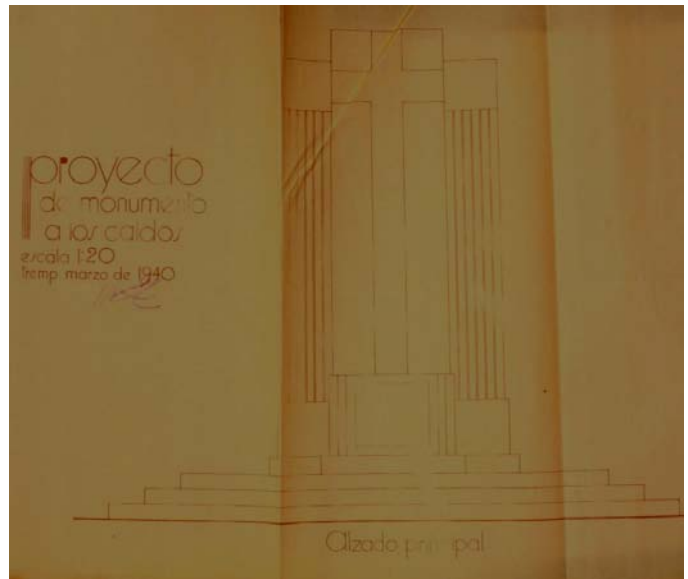 proyecto
de monumento
a los caidos
escala 1:20
tremp marzo de 1940
Alzado principal